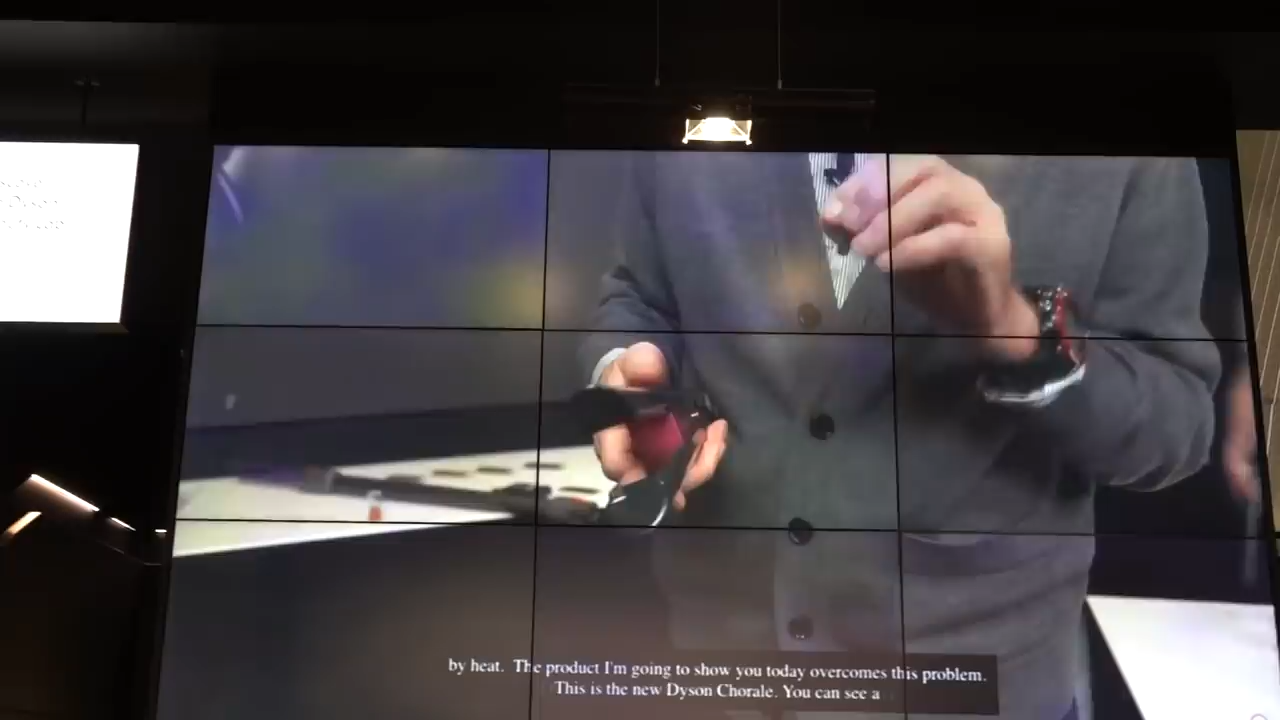 by heat.  The product I'm going to show you today overcomes this problem.
This is the new Dyson Chorale. You can see a